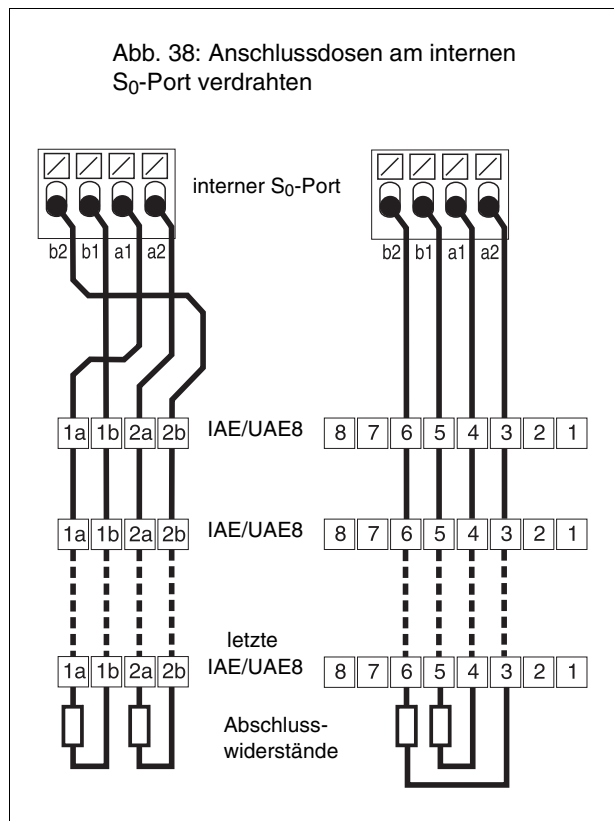 Abb. 38: Anschlussdosen am internen
S0-Port verdrahten
interner S0-Port
b2 b1 a1 a2
b2 b1 a1 a2
1a 1b 2a 2b IAE/UAE8 8 7 6 5 4 3 2 1
1a 1b 2a 2b IAE/UAE8 8 7 6 5 4 3 2 1
letzte
1a 1b 2a 2b IAE/UAE8 8 7 6 5 4 3 2 1
Abschluss-
widerstände